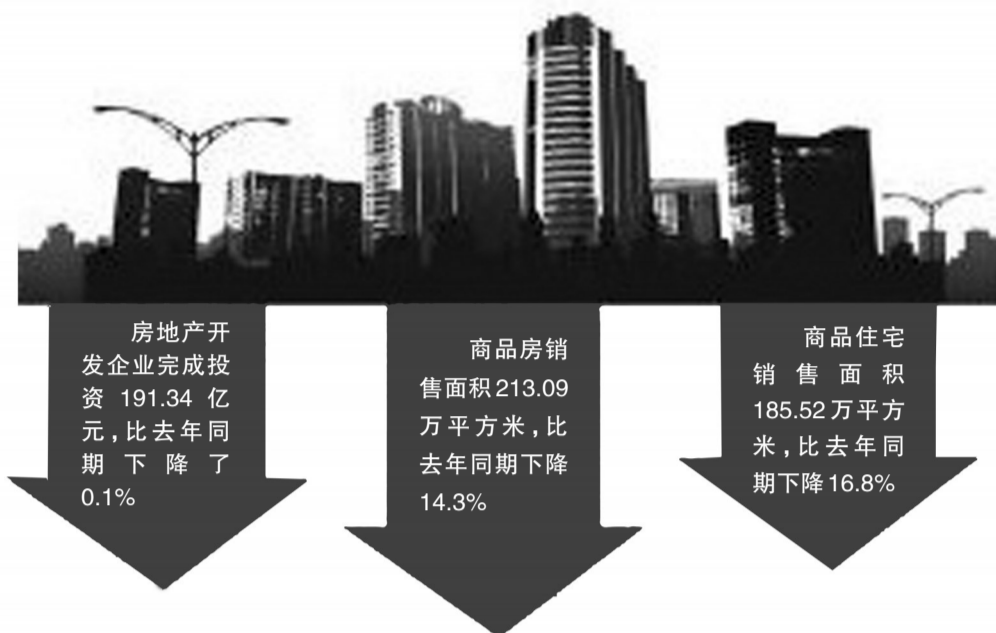 房地产开
发企业完成投
资 191.34 亿
元,比去年同
期下降了
0.1%
商品房销
售面积213.09
万平方米,比
去年同期下降
14.3%
商品住宅
销售面积
185.52万平方
米,比去年同
期下降16.8%